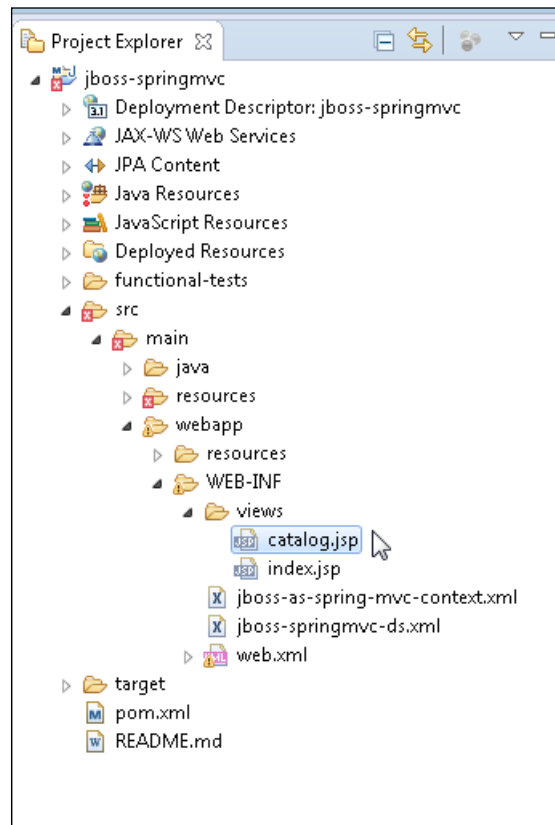 Project Explorer
jboss-springmvc
Deployment Descriptor: jboss-springmvc
JAX-WS Web Services
JPA Content
Java Resources
JavaScript Resources
Deployed Resources
functional-tests
src
main
java
resources
webapp
resources
WEB-INF
views
catalog.jsp
index.jsp
jboss-as-spring-mvc-context.xml
jboss-springmvc-ds.xml
web.xml
target
pom.xml
README.md